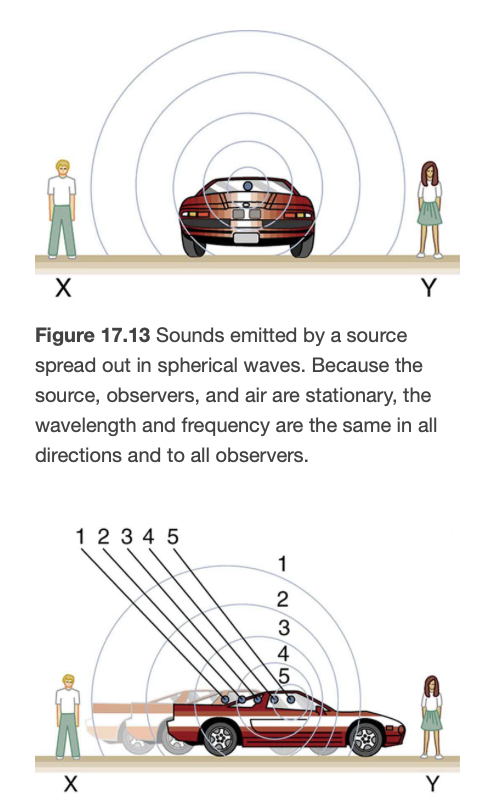 X Y
Figure 17.13 Sounds emitted by a source
spread out in spherical waves. Because the
source, observers, and air are stationary, the
wavelength and frequency are the same in all
directions and to all observers.
1 2 3 4 5
1
2
3
4
5
X Y